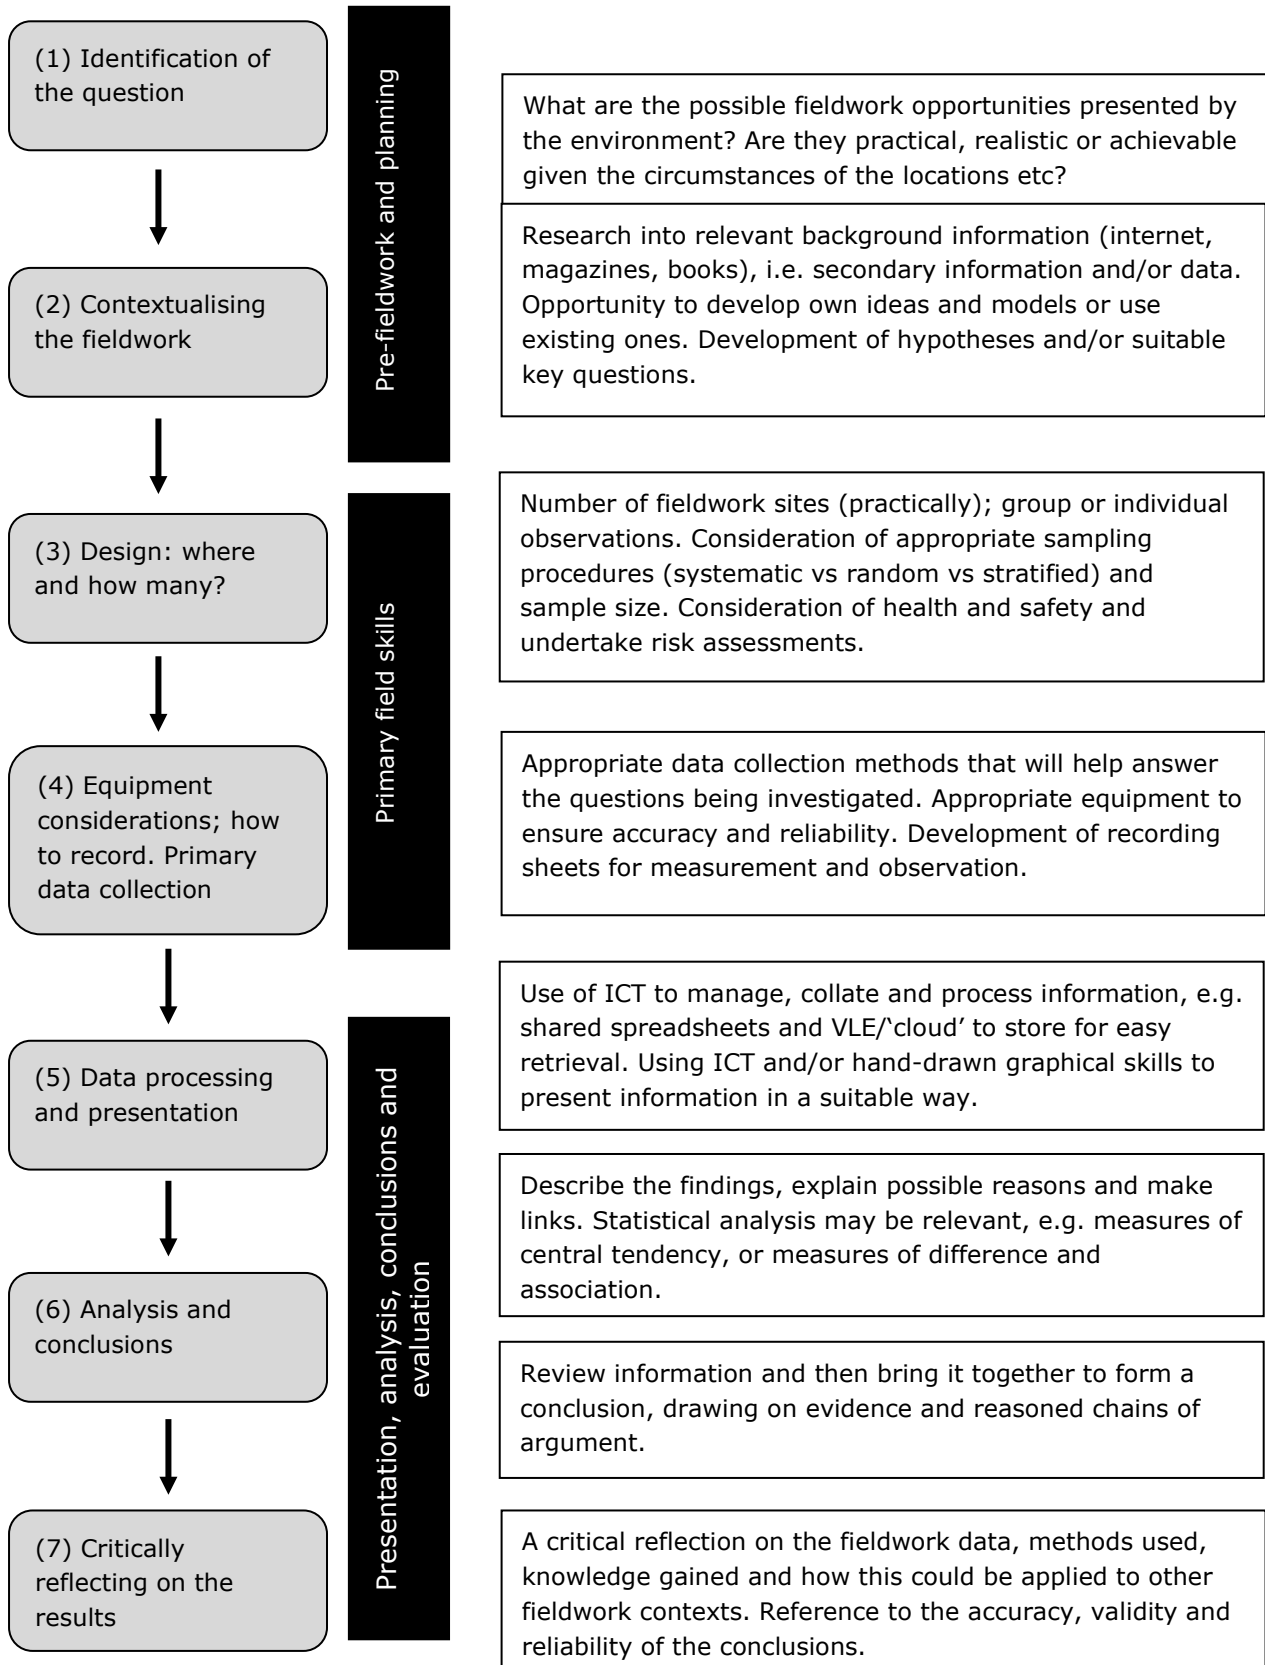 (1) Identification of
the question
Pre-fieldwork and planning
What are the possible fieldwork opportunities presented by
the environment? Are they practical, realistic or achievable
given the circumstances of the locations etc?
(2) Contextualising
the fieldwork
Research into relevant background information (internet,
magazines, books), i.e. secondary information and/or data.
Opportunity to develop own ideas and models or use
existing ones. Development of hypotheses and/or suitable
key questions.
(3) Design: where
and how many?
Primary field skills
Number of fieldwork sites (practically); group or individual
observations. Consideration of appropriate sampling
procedures (systematic vs random vs stratified) and
sample size. Consideration of health and safety and
undertake risk assessments.
(4) Equipment
considerations; how
to record. Primary
data collection
Appropriate data collection methods that will help answer
the questions being investigated. Appropriate equipment to
ensure accuracy and reliability. Development of recording
sheets for measurement and observation.
(5) Data processing
and presentation
Presentation, analysis, conclusions and
evaluation
Use of ICT to manage, collate and process information, e.g.
shared spreadsheets and VLE/‘cloud’ to store for easy
retrieval. Using ICT and/or hand-drawn graphical skills to
present information in a suitable way.
(6) Analysis and
conclusions
Describe the findings, explain possible reasons and make
links. Statistical analysis may be relevant, e.g. measures of
central tendency, or measures of difference and
association.
Review information and then bring it together to form a
conclusion, drawing on evidence and reasoned chains of
argument.
(7) Critically
reflecting on the
results
A critical reflection on the fieldwork data, methods used,
knowledge gained and how this could be applied to other
fieldwork contexts. Reference to the accuracy, validity and
reliability of the conclusions.